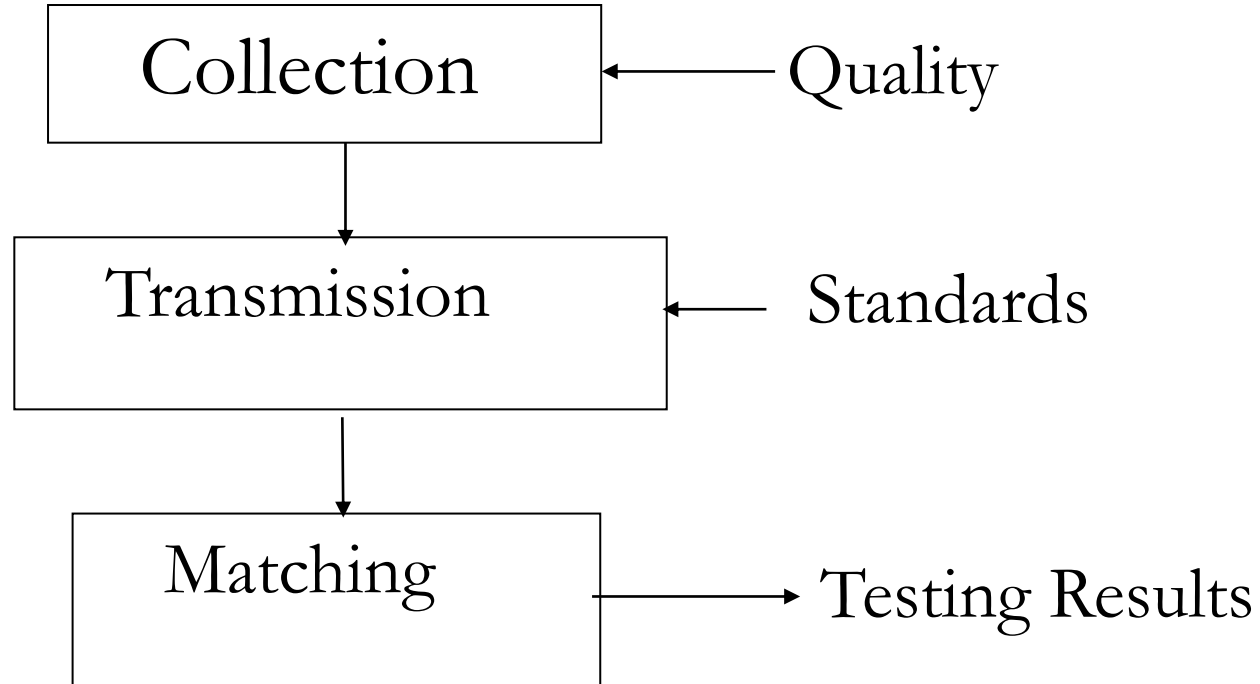 Collection
Quality
Transmission
Standards
Matching
Testing Results